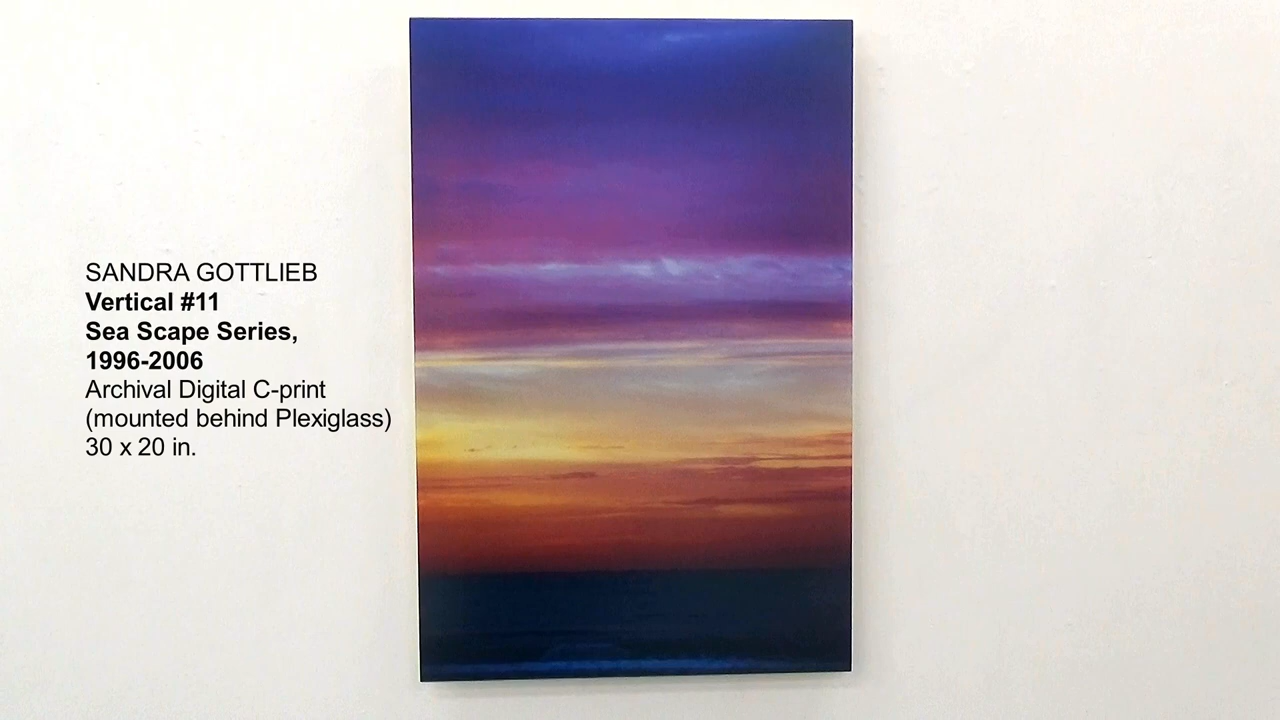 SANDRA GOTTLIEB
Vertical #11
Sea Scape Series,
1996-2006
Archival Digital C-print
(mounted behind Plexiglass)
30 x 20 in.